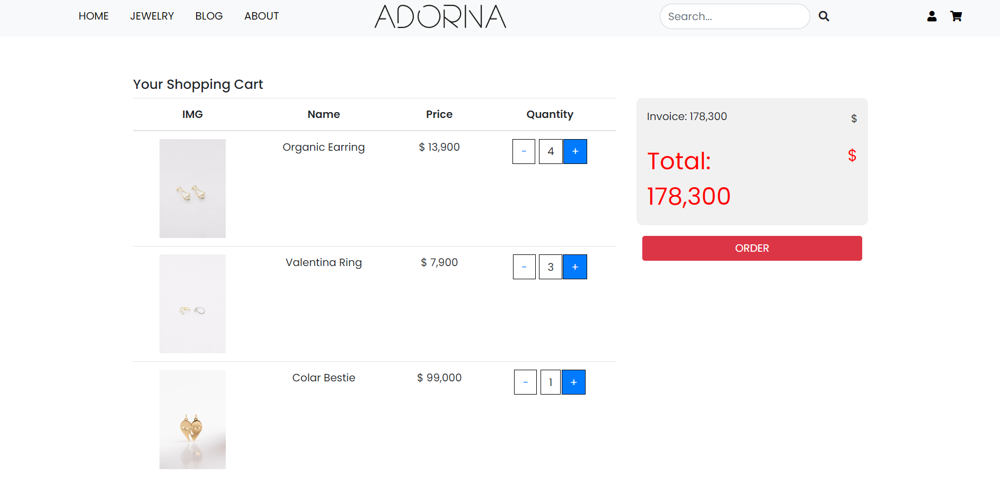 HOME JEWELRY BLOG ABOUT ADORNA Search...
Your Shopping Cart
IMG Name Price Quantity
Organic Earring $ 13,900 - 4 +
Valentina Ring $ 7,900 - 3 +
Colar Bestie $ 99,000 - 1 +
Invoice: 178,300 $
Total: $
178,300
ORDER